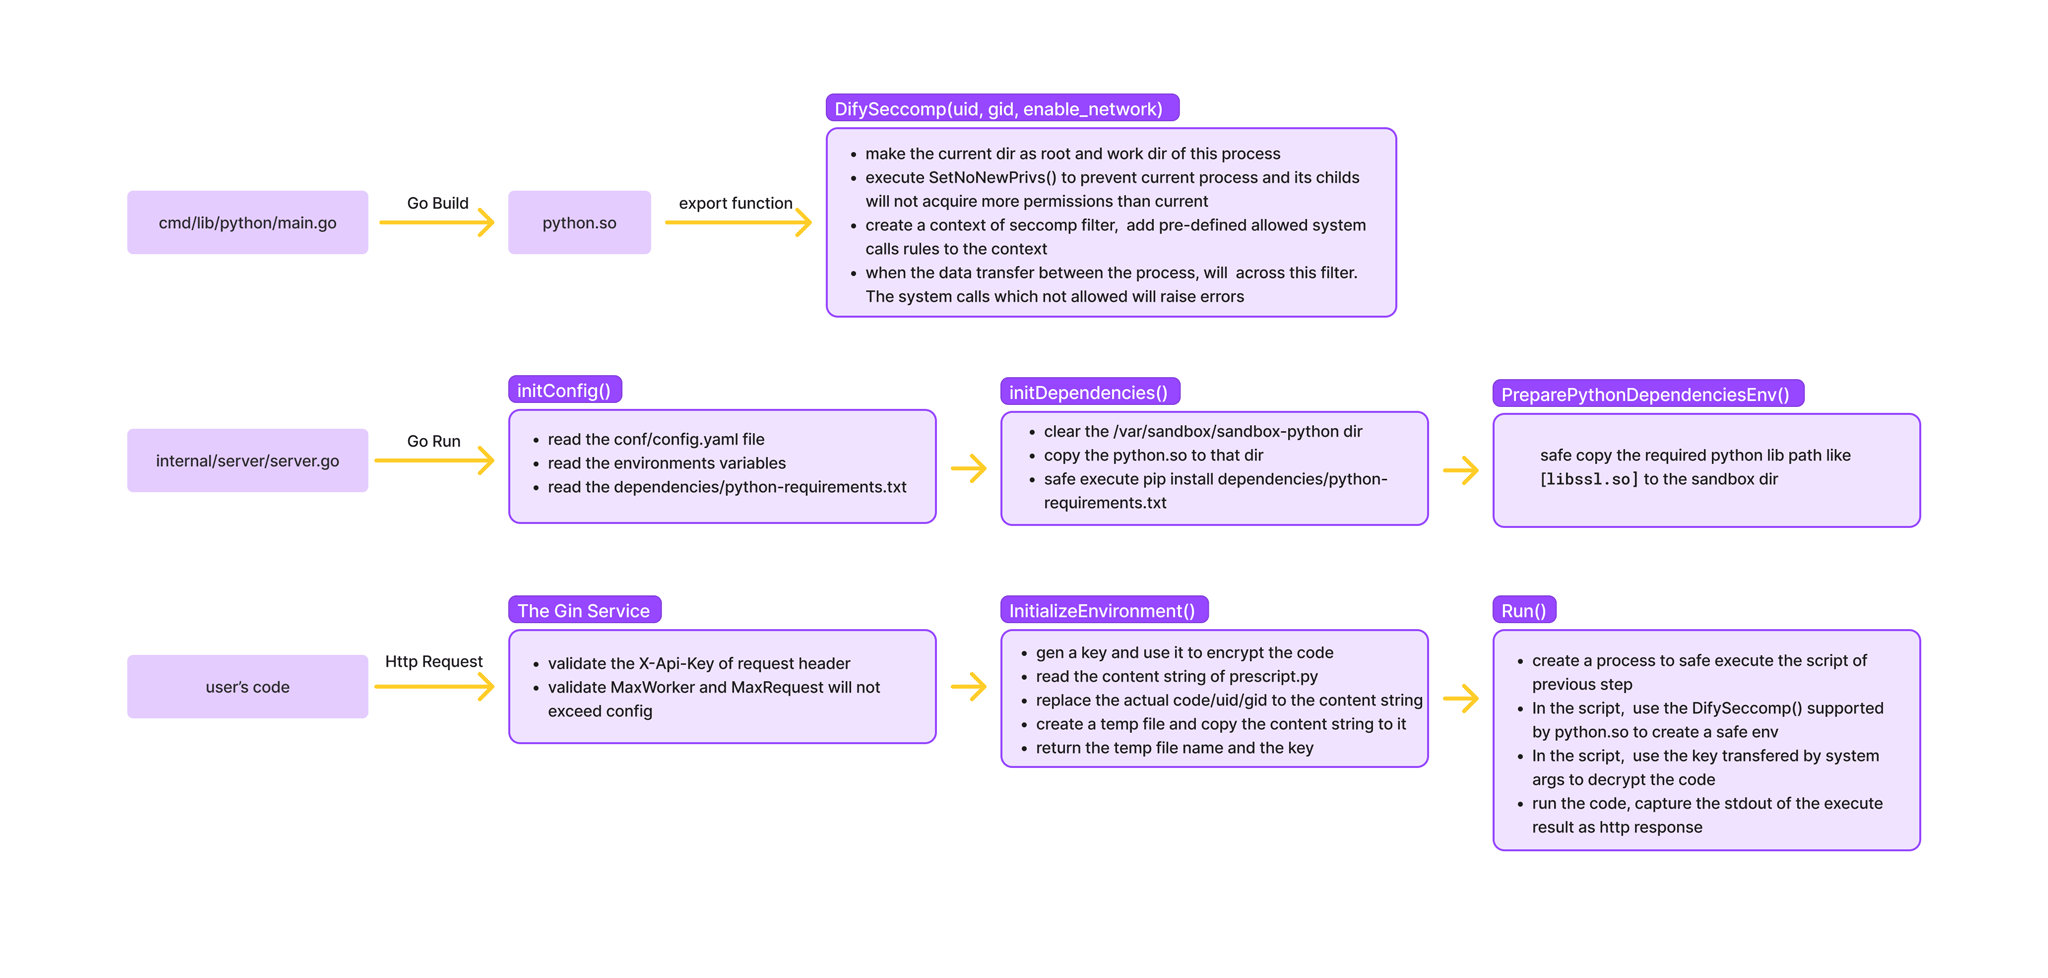 DifySeccomp(uid, gid, enable_network)
• make the current dir as root and work dir of this process
• execute SetNoNewPrivs() to prevent current process and its childs
will not acquire more permissions than current
• create a context of seccomp filter,  add pre-defined allowed system
calls rules to the context
• when the data transfer between the process, will  across this filter.
The system calls which not allowed will raise errors
cmd/lib/python/main.go
Go Build
python.so
export function
initConfig()
• read the conf/config.yaml file
• read the environments variables
• read the dependencies/python-requirements.txt
initDependencies()
• clear the /var/sandbox/sandbox-python dir
• copy the python.so to that dir
• safe execute pip install dependencies/python-
requirements.txt
PreparePythonDependenciesEnv()
safe copy the required python lib path like
[libssl.so] to the sandbox dir
internal/server/server.go
Go Run
The Gin Service
• validate the X-Api-Key of request header
• validate MaxWorker and MaxRequest will not
exceed config
InitializeEnvironment()
• gen a key and use it to encrypt the code
• read the content string of prescript.py
• replace the actual code/uid/gid to the content string
• create a temp file and copy the content string to it
• return the temp file name and the key
Run()
• create a process to safe execute the script of
previous step
• In the script,  use the DifySeccomp() supported
by python.so to create a safe env
• In the script,  use the key transfered by system
args to decrypt the code
• run the code, capture the stdout of the execute
result as http response
user's code
Http Request